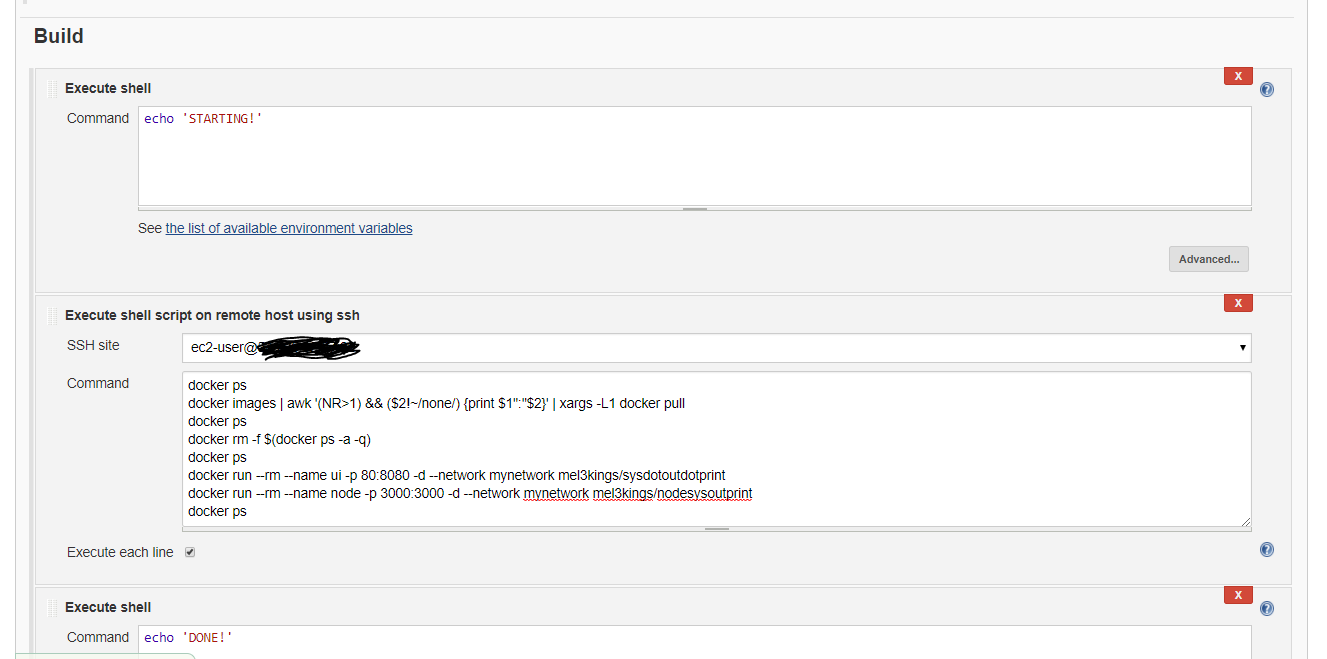 Build
X
Execute shell
Command
echo 'STARTING!'
See the list of available environment variables
Advanced...
X
Execute shell script on remote host using ssh
SSH site
ec2-user@
Command
docker ps
docker images | awk '(NR>1) && ($2!~/none/) {print $1":"$2}' | xargs -L1 docker pull
docker ps
docker rm -f $(docker ps -a -q)
docker ps
docker run --rm --name ui -p 80:8080 -d --network mynetwork mel3kings/sysdotoutdotprint
docker run --rm --name node -p 3000:3000 -d --network mynetwork mel3kings/nodesysoutprint
docker ps
Execute each line
X
Execute shell
Command
echo 'DONE!'